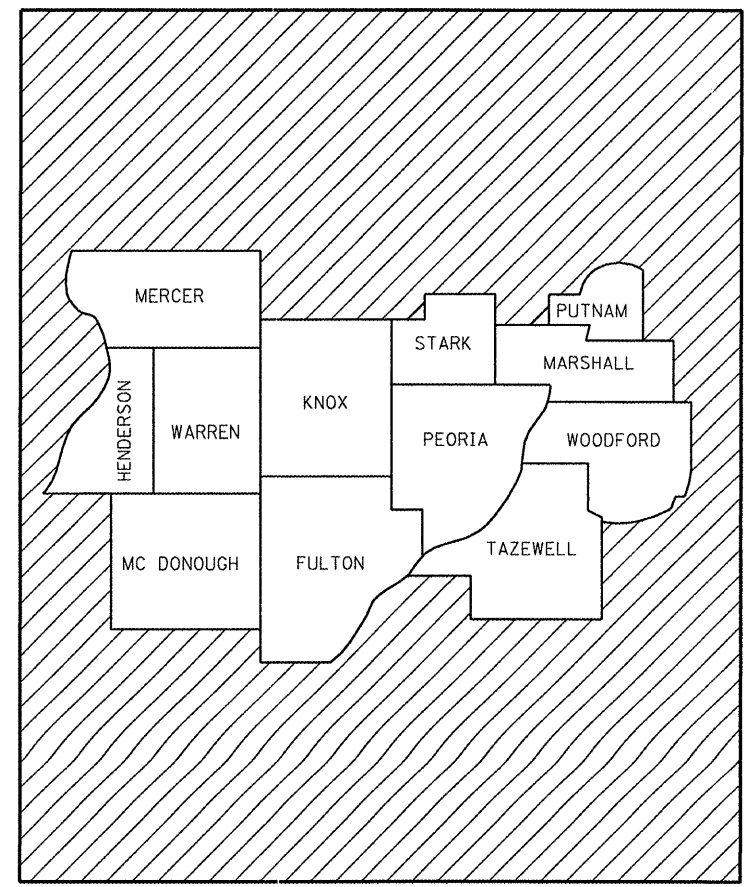 MERCER
PUTNAM
STARK
MARSHALL
KNOX
HENDERSON
WARREN
PEORIA
WOODFORD
MC DONOUGH
FULTON
TAZEWELL